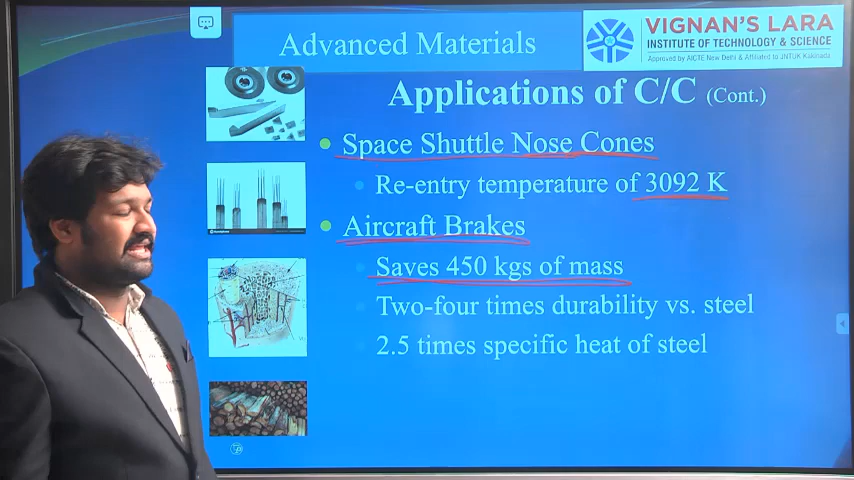 Advanced Materials
VIGNAN'S LARA
INSTITUTE OF TECHNOLOGY & SCIENCE
Approved by AICTE New Delhi & Affiliated to JNTUK Kakinada
Applications of C/C (Cont.)
Space Shuttle Nose Cones
Re-entry temperature of 3092 K
Aircraft Brakes
Saves 450 kgs of mass
Two-four times durability vs. steel
2.5 times specific heat of steel